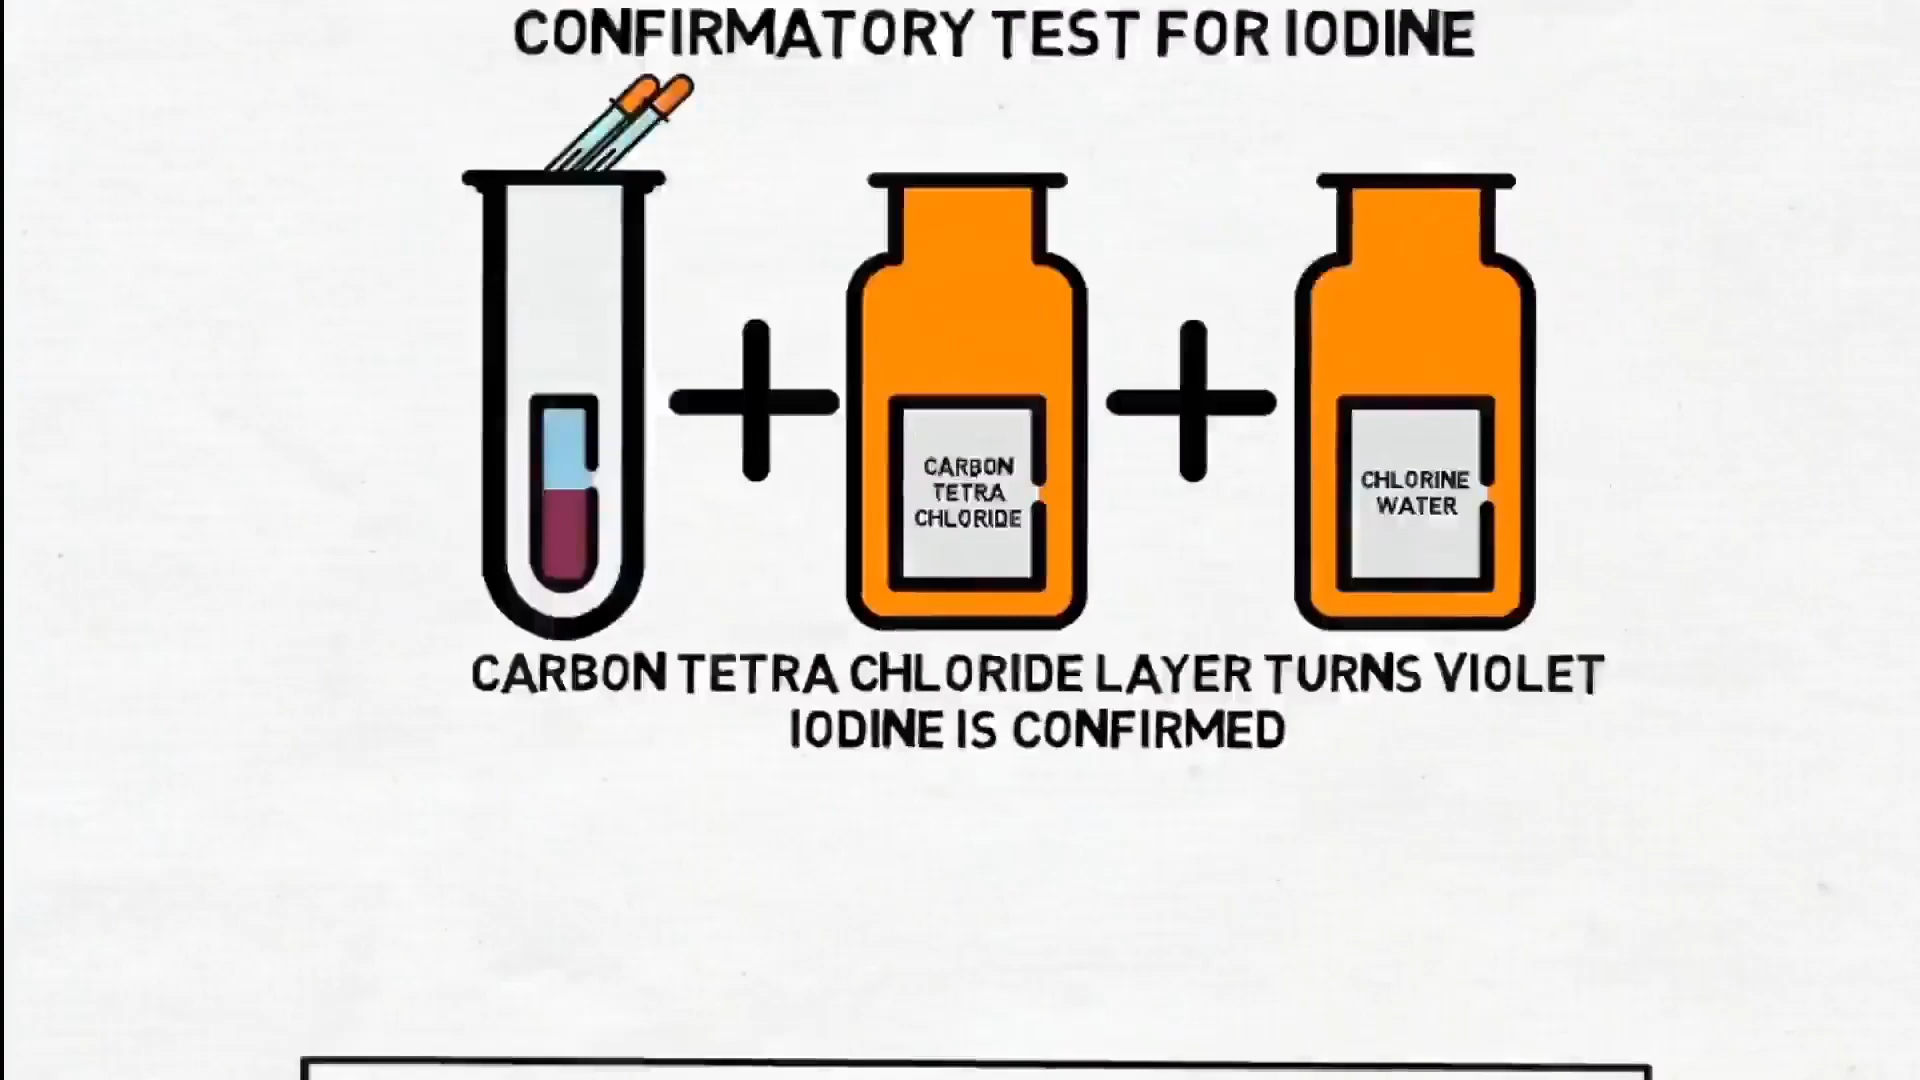 CONFIRMATORY TEST FOR IODINE
CARBON
TETRA
CHLORIDE
CHLORINE
WATER
CARBON TETRA CHLORIDE LAYER TURNS VIOLET
IODINE IS CONFIRMED